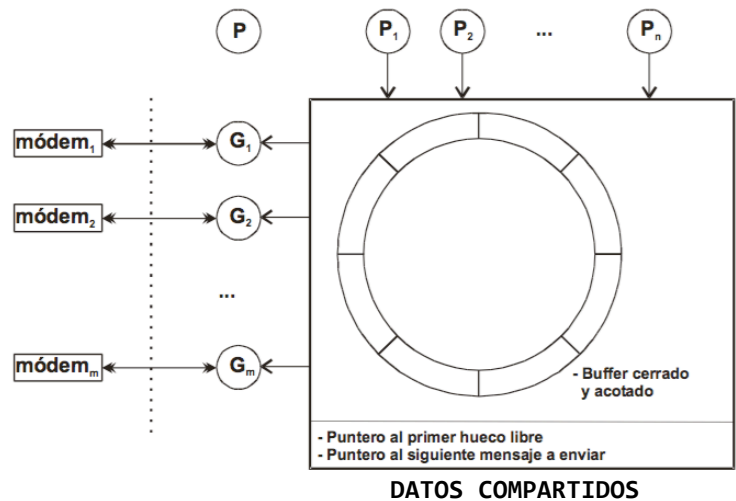 P
P1
P2
...
Pn
módem1
G1
módem2
G2
...
módemm
Gm
- Buffer cerrado
y acotado
- Puntero al primer hueco libre
- Puntero al siguiente mensaje a enviar
DATOS COMPARTIDOS